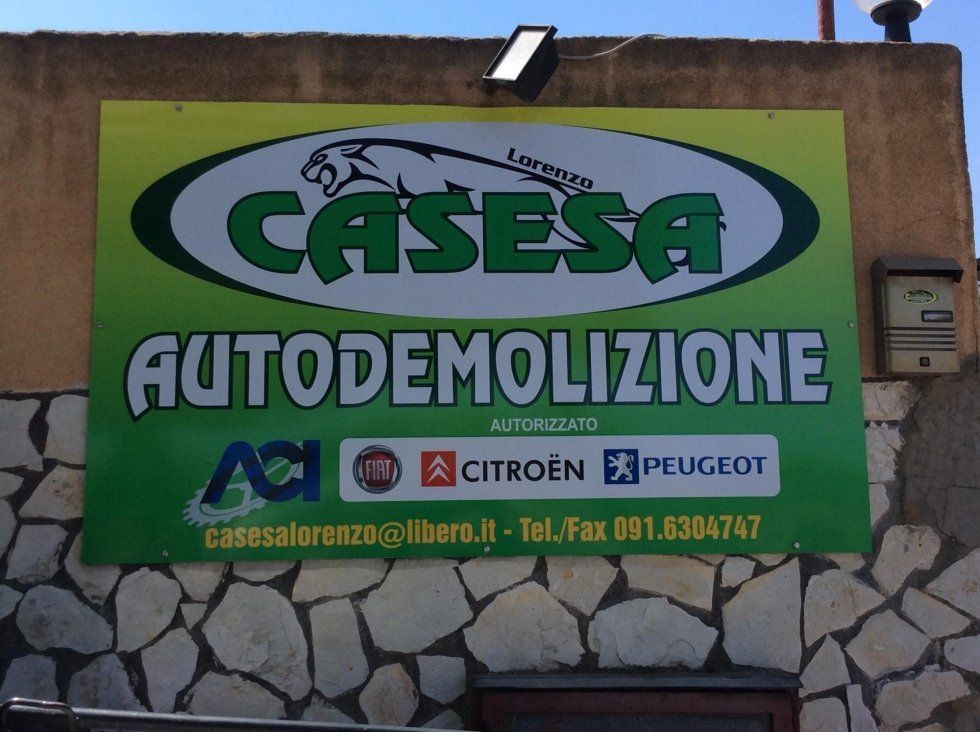 Lorenzo
CASESA
AUTODEMOLIZIONE
AUTORIZZATO
ACI FIAT CITROËN PEUGEOT
casesalorenzo@libero.it - Tel./Fax 091.6304747